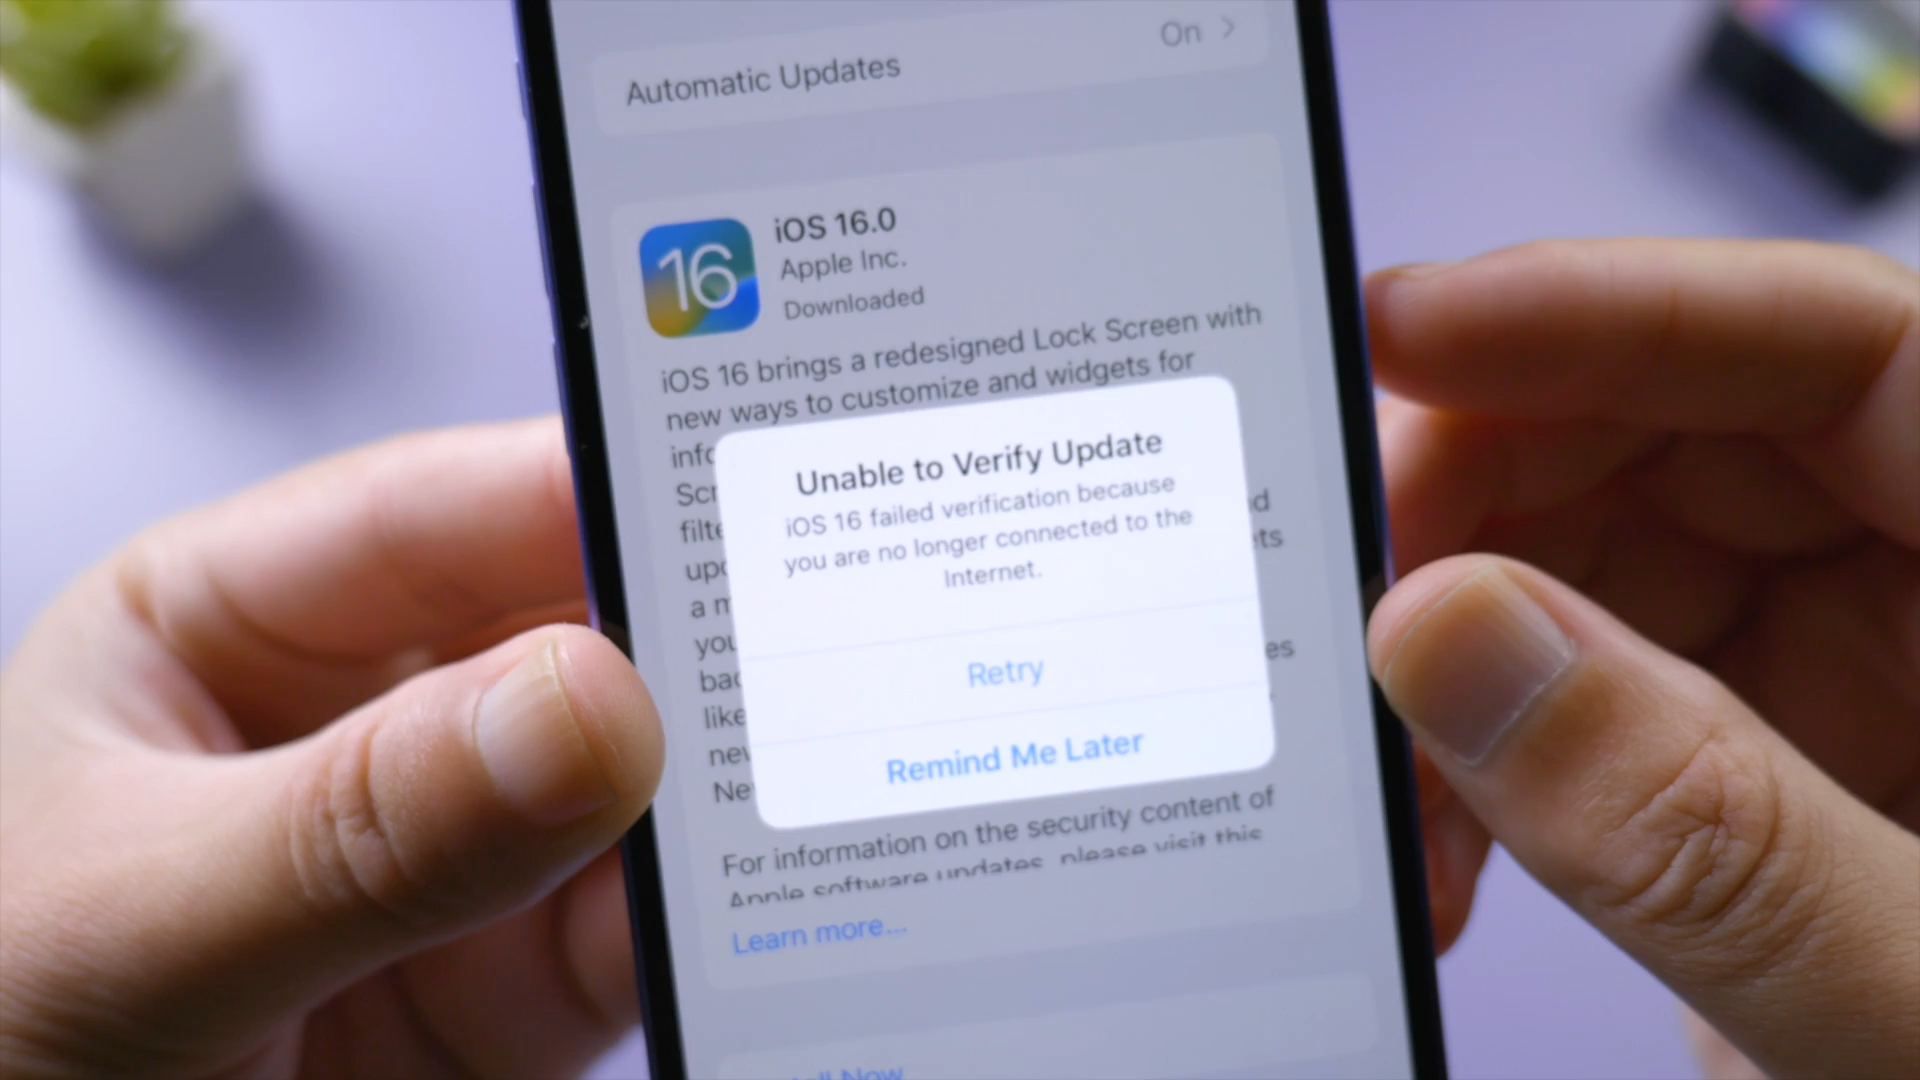 On
Automatic Updates
16
iOS 16.0
Apple Inc.
Downloaded
iOS 16 brings a redesigned Lock Screen with
new ways to customize and widgets for
Unable to Verify Update
iOS 16 failed verification because
you are no longer connected to the
Internet.
Retry
Remind Me Later
For information on the security content of
Apple software updates, please visit this
Learn more...
Now